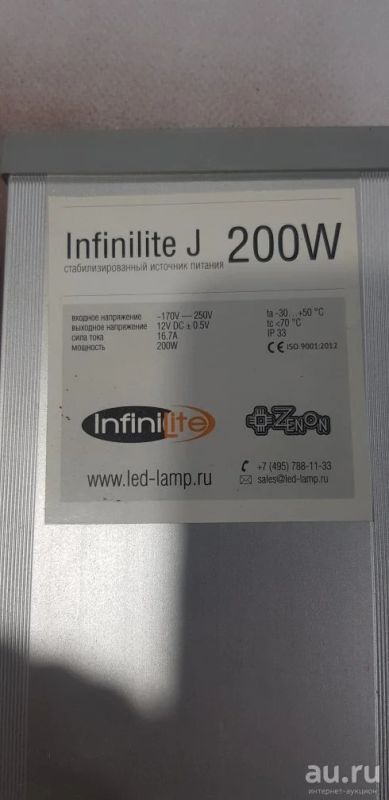 Infinilite J 200W
стабилизированный источник питания
входное напряжение ~170V — 250V
выходное напряжение 12V DC ± 0.5V
сила тока 16.7A
мощность 200W
ta -30...+50 °C
tc <70 °C
IP 33
CE ISO 9001:2012
InfiniLite
ZENON
www.led-lamp.ru
+7 (495) 788-11-33
sales@led-lamp.ru
au.ru
интернет-аукцион